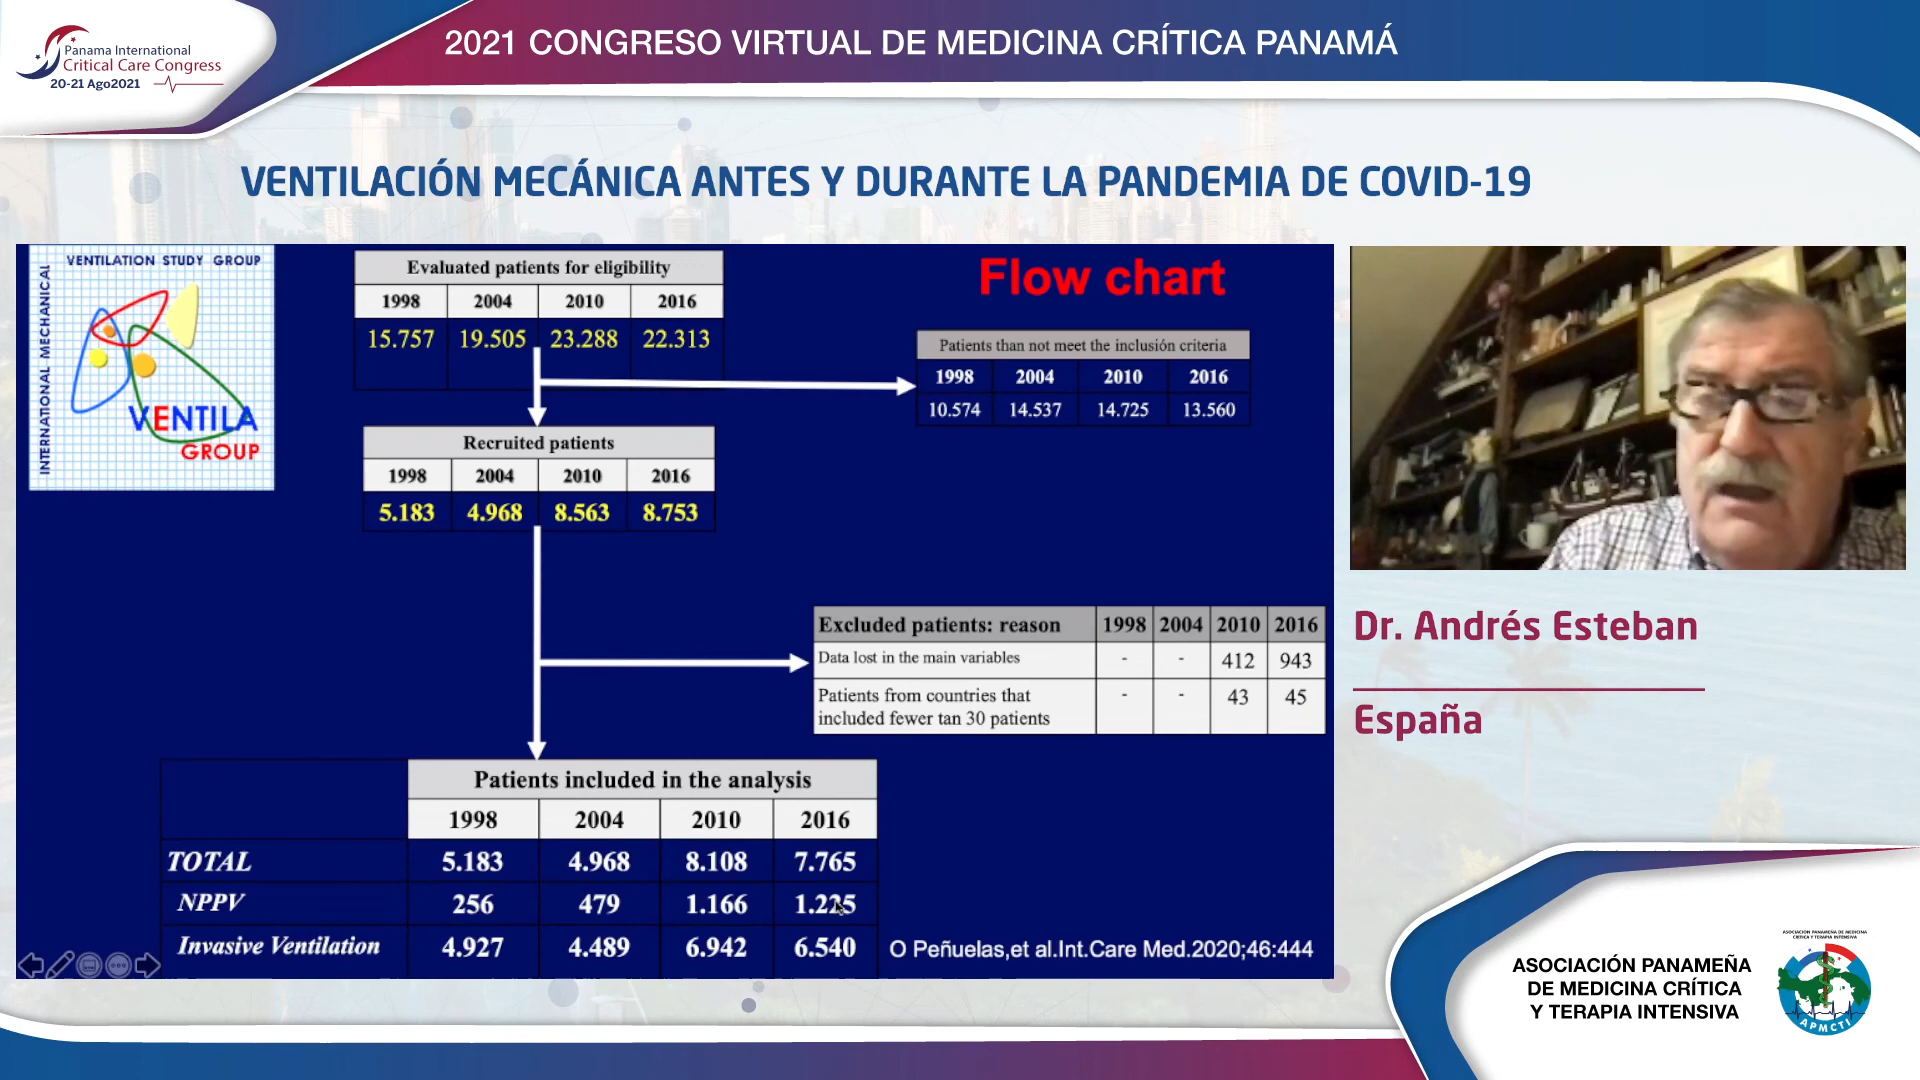 Panama International
Critical Care Congress
20-21 Ago2021
2021 CONGRESO VIRTUAL DE MEDICINA CRÍTICA PANAMÁ
VENTILACIÓN MECÁNICA ANTES Y DURANTE LA PANDEMIA DE COVID-19
VENTILATION STUDY GROUP
INTERNATIONAL MECHANICAL
VENTILA
GROUP
Flow chart
Evaluated patients for eligibility
1998 2004 2010 2016
15.757 19.505 23.288 22.313
Patients than not meet the inclusión criteria
1998 2004 2010 2016
10.574 14.537 14.725 13.560
Recruited patients
1998 2004 2010 2016
5.183 4.968 8.563 8.753
Excluded patients: reason 1998 2004 2010 2016
Data lost in the main variables - - 412 943
Patients from countries that - - 43 45
included fewer tan 30 patients
Patients included in the analysis
1998 2004 2010 2016
TOTAL 5.183 4.968 8.108 7.765
NPPV 256 479 1.166 1.225
Invasive Ventilation 4.927 4.489 6.942 6.540
O Peñuelas,et al.Int.Care Med.2020;46:444
Dr. Andrés Esteban
España
ASOCIACIÓN PANAMEÑA
DE MEDICINA CRÍTICA
Y TERAPIA INTENSIVA
ASOCIACIÓN PANAMEÑA DE MEDICINA
CRÍTICA Y TERAPIA INTENSIVA
APMCTI